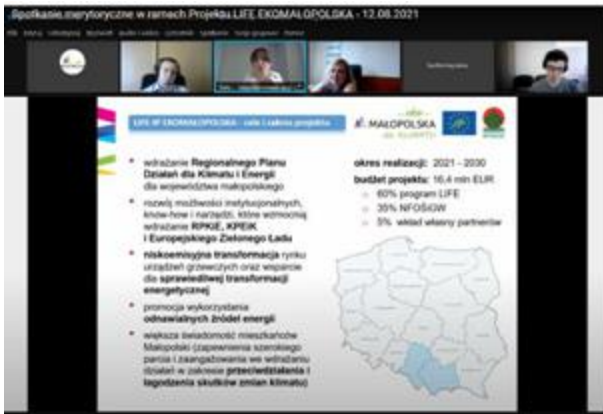 Spotkanie merytoryczne w ramach Projektu LIFE EKOMAŁOPOLSKA - 12.08.2021
LIFE IP EKOMAŁOPOLSKA - cele i zakres projektu
MAŁOPOLSKA
wdrażanie Regionalnego Planu
Działań dla Klimatu i Energii
dla województwa małopolskiego
rozwój możliwości instytucjonalnych,
know-how i narzędzi, które wzmocnią
wdrażanie RPKiE, KPEiK
i Europejskiego Zielonego Ładu
niskoemisyjna transformacja rynku
urządzeń grzewczych oraz wsparcie
dla sprawiedliwej transformacji
energetycznej
promocja wykorzystania
odnawialnych źródeł energii
większa świadomość mieszkańców
Małopolski (zapewnienia szerokiego
parcia i zaangażowania we wdrażaniu
działań w zakresie przeciwdziałania i
łagodzenia skutków zmian klimatu)
okres realizacji: 2021 - 2030
budżet projektu: 16,4 mln EUR
60% program LIFE
35% NFOŚiGW
5% wkład własny partnerów